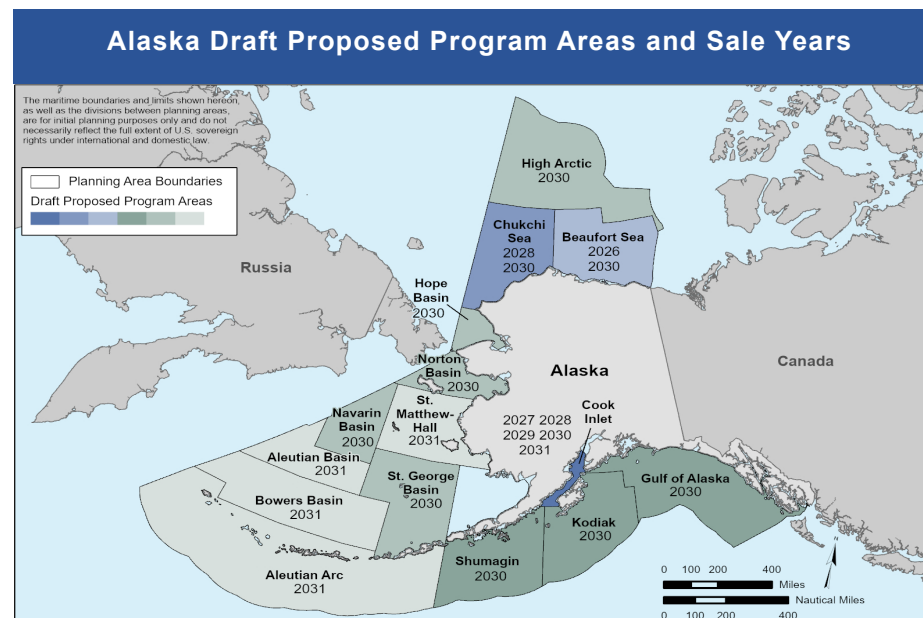 Alaska Draft Proposed Program Areas and Sale Years
The maritime boundaries and limits shown hereon,
as well as the divisions between planning areas,
are for initial planning purposes only and do not
necessarily reflect the full extent of U.S. sovereign
rights under international and domestic law.
Planning Area Boundaries
Draft Proposed Program Areas
High Arctic
2030
Chukchi
Sea
2028
2030
Beaufort Sea
2026
2030
Russia
Hope
Basin
2030
Canada
Norton
Basin
2030
Alaska
2027 2028
2029 2030
2031
Cook
Inlet
St.
Matthew-
Hall
2031
Navarin
Basin
2030
Aleutian Basin
2031
St. George
Basin
2030
Gulf of Alaska
2030
Bowers Basin
2031
Kodiak
2030
Shumagin
2030
Aleutian Arc
2031
N
0 100 200 400
Miles
Nautical Miles
0 100 200 400